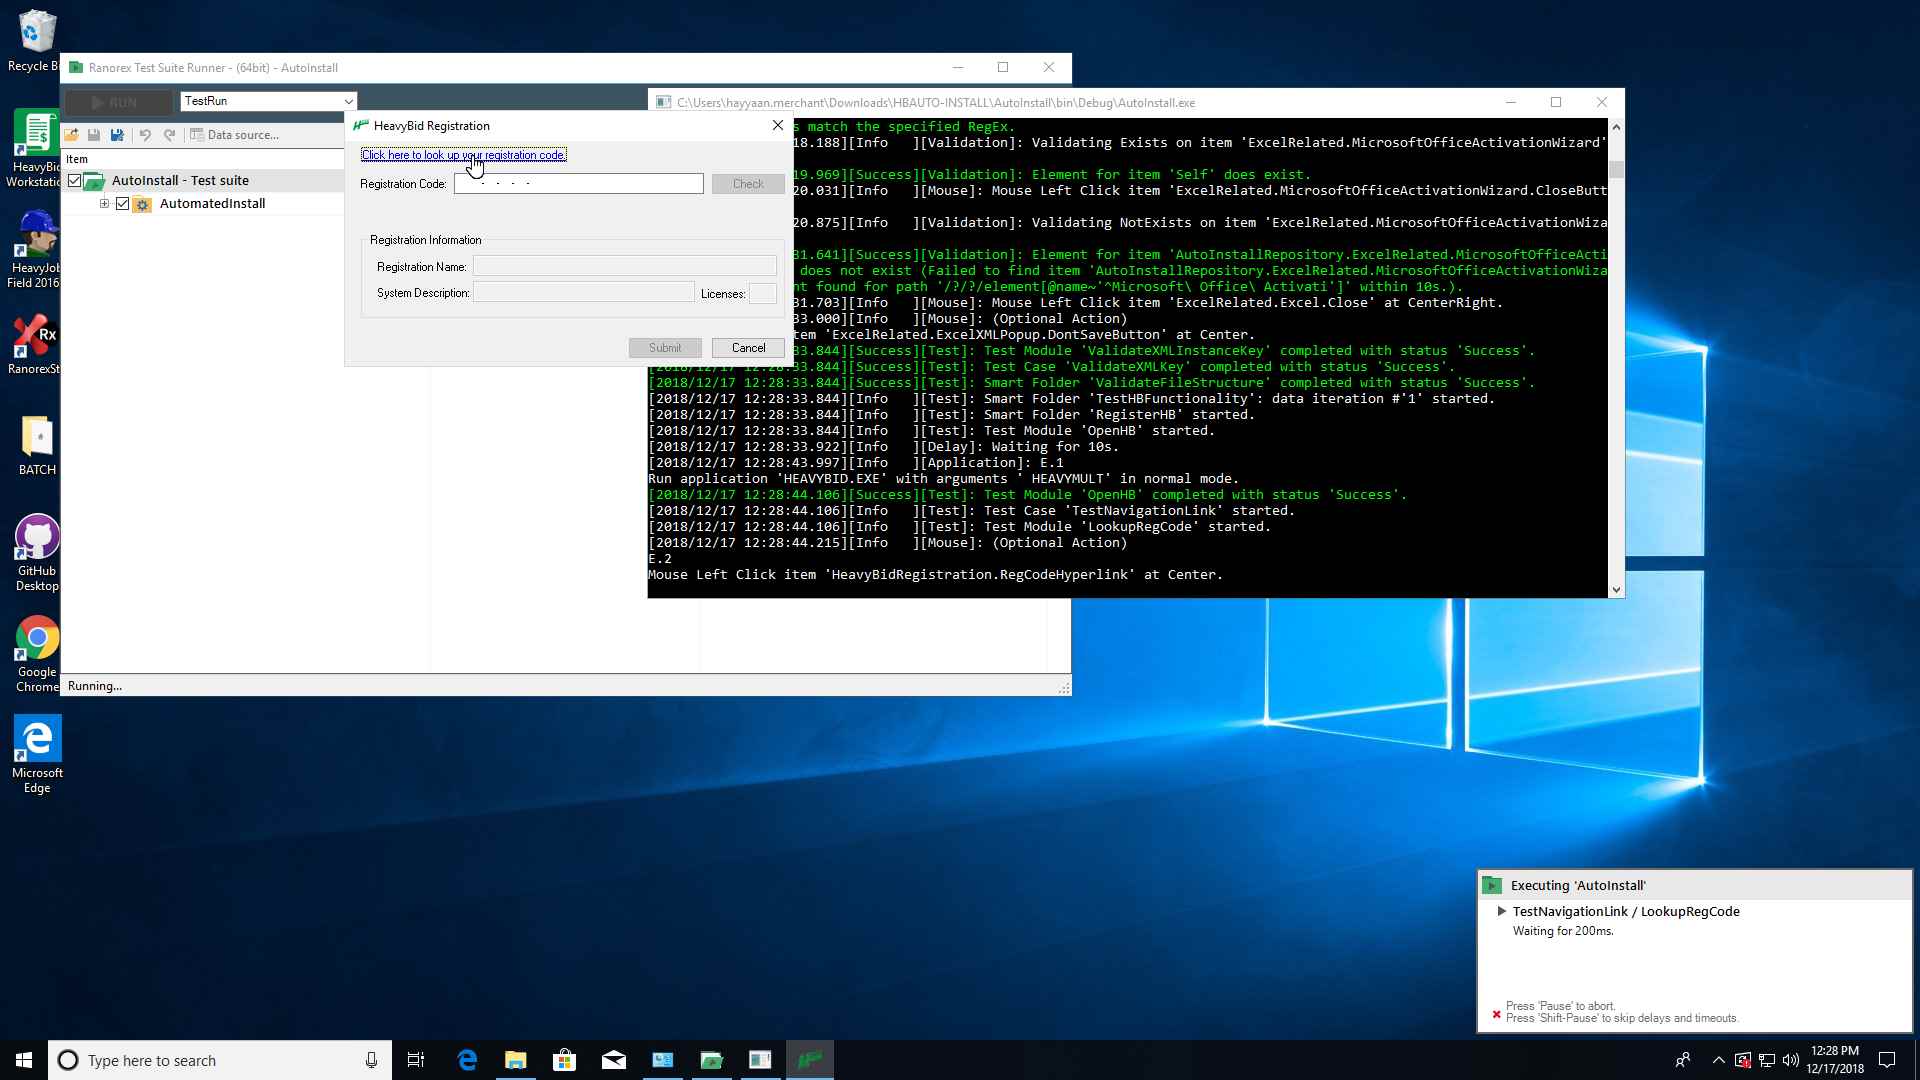 Recycle Bi
HeavyBid
Workstatio
HeavyJob
Field 2016
Rx
RanorexSt
BATCH
GitHub
Desktop
Google
Chrome
Microsoft
Edge
Ranorex Test Suite Runner - (64bit) - AutoInstall
RUN
TestRun
Data source...
Item
AutoInstall - Test suite
AutomatedInstall
Running...
HeavyBid Registration
Click here to look up your registration code.
Registration Code:
- - - -
Check
Registration Information
Registration Name:
System Description:
Licenses:
Submit
Cancel
C:\Users\hayyaan.merchant\Downloads\HBAUTO-INSTALL\AutoInstall\bin\Debug\AutoInstall.exe
s match the specified RegEx.
18.188][Info   ][Validation]: Validating Exists on item 'ExcelRelated.MicrosoftOfficeActivationWizard'
19.969][Success][Validation]: Element for item 'Self' does exist.
20.031][Info   ][Mouse]: Mouse Left Click item 'ExcelRelated.MicrosoftOfficeActivationWizard.CloseButt
20.875][Info   ][Validation]: Validating NotExists on item 'ExcelRelated.MicrosoftOfficeActivationWiza
31.641][Success][Validation]: Element for item 'AutoInstallRepository.ExcelRelated.MicrosoftOfficeActi
does not exist (Failed to find item 'AutoInstallRepository.ExcelRelated.MicrosoftOfficeActivationWiza
nt found for path '/?/?/element[@name~'^Microsoft\ Office\ Activati']' within 10s.).
31.703][Info   ][Mouse]: Mouse Left Click item 'ExcelRelated.Excel.Close' at CenterRight.
33.000][Info   ][Mouse]: (Optional Action)
tem 'ExcelRelated.ExcelXMLPopup.DontSaveButton' at Center.
33.844][Success][Test]: Test Module 'ValidateXMLInstanceKey' completed with status 'Success'.
[2018/12/17 12:28:33.844][Success][Test]: Test Case 'ValidateXMLKey' completed with status 'Success'.
[2018/12/17 12:28:33.844][Success][Test]: Smart Folder 'ValidateFileStructure' completed with status 'Success'.
[2018/12/17 12:28:33.844][Info   ][Test]: Smart Folder 'TestHBFunctionality': data iteration #'1' started.
[2018/12/17 12:28:33.844][Info   ][Test]: Smart Folder 'RegisterHB' started.
[2018/12/17 12:28:33.844][Info   ][Test]: Test Module 'OpenHB' started.
[2018/12/17 12:28:33.922][Info   ][Delay]: Waiting for 10s.
[2018/12/17 12:28:43.997][Info   ][Application]: E.1
Run application 'HEAVYBID.EXE' with arguments ' HEAVYMULT' in normal mode.
[2018/12/17 12:28:44.106][Success][Test]: Test Module 'OpenHB' completed with status 'Success'.
[2018/12/17 12:28:44.106][Info   ][Test]: Test Case 'TestNavigationLink' started.
[2018/12/17 12:28:44.106][Info   ][Test]: Test Module 'LookupRegCode' started.
[2018/12/17 12:28:44.215][Info   ][Mouse]: (Optional Action)
E.2
Mouse Left Click item 'HeavyBidRegistration.RegCodeHyperlink' at Center.
Executing 'AutoInstall'
TestNavigationLink / LookupRegCode
Waiting for 200ms.
Press 'Pause' to abort.
Press 'Shift-Pause' to skip delays and timeouts.
Type here to search
12:28 PM
12/17/2018